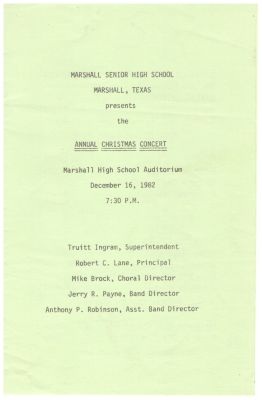 MARSHALL SENIOR HIGH SCHOOL
MARSHALL, TEXAS
presents
the
ANNUAL CHRISTMAS CONCERT
Marshall High School Auditorium
December 16, 1982
7:30 P.M.
Truitt Ingram, Superintendent
Robert C. Lane, Principal
Mike Brock, Choral Director
Jerry R. Payne, Band Director
Anthony P. Robinson, Asst. Band Director